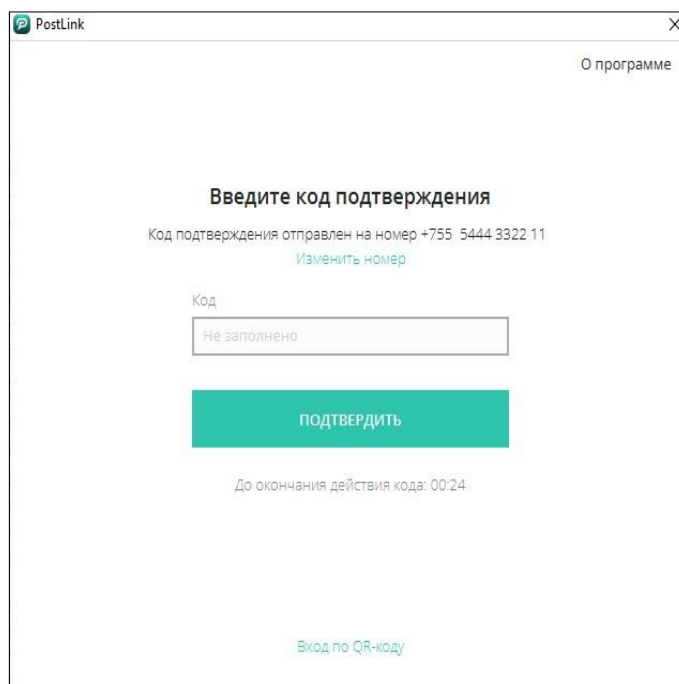 PostLink
О программе
Введите код подтверждения
Код подтверждения отправлен на номер +755 5444 3322 11
Изменить номер
Код
Не заполнено
ПОДТВЕРДИТЬ
До окончания действия кода: 00:24
Вход по QR-коду